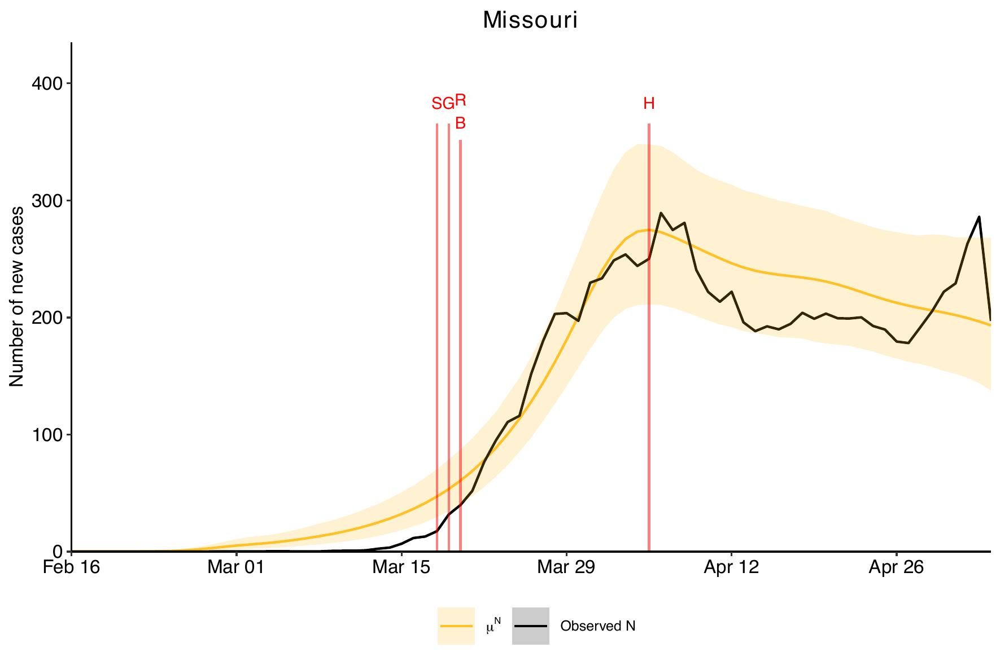 Missouri
Number of new cases
400
300
200
100
0
SGR
B
H
Feb 16 Mar 01 Mar 15 Mar 29 Apr 12 Apr 26
μN Observed N